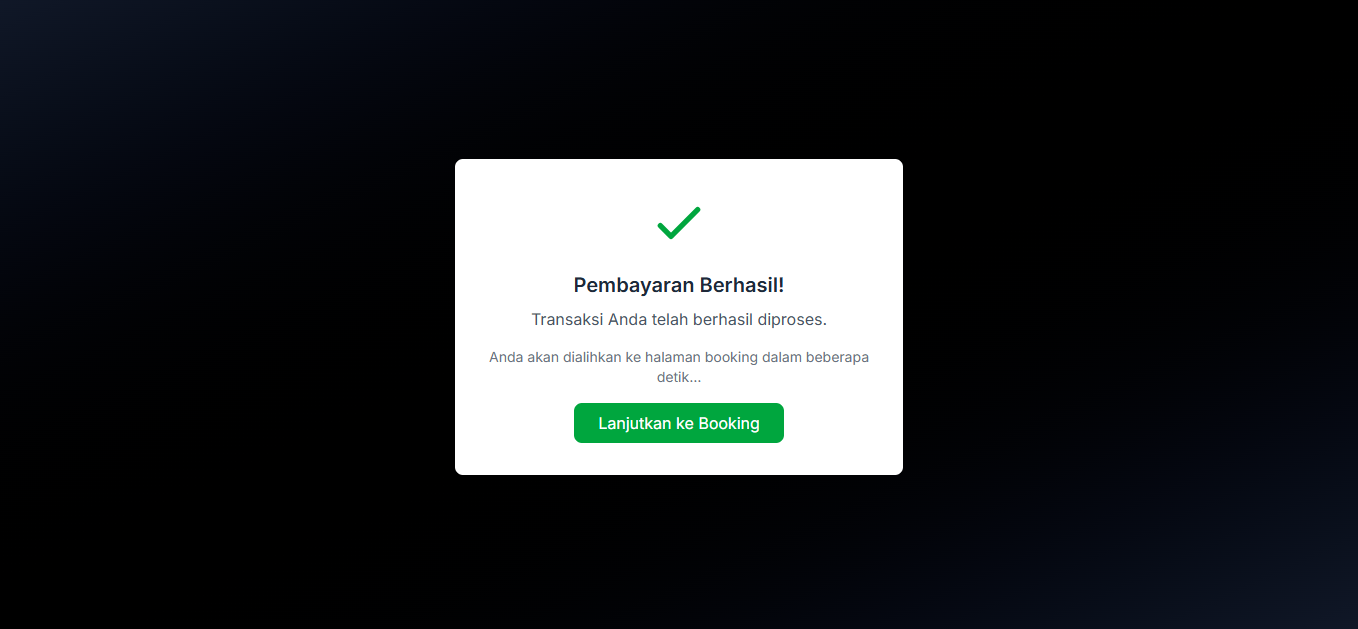 Pembayaran Berhasil!
Transaksi Anda telah berhasil diproses.
Anda akan dialihkan ke halaman booking dalam beberapa
detik...
Lanjutkan ke Booking